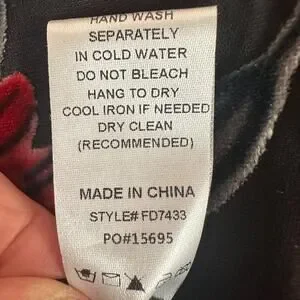 HAND WASH
SEPARATELY
IN COLD WATER
DO NOT BLEACH
HANG TO DRY
COOL IRON IF NEEDED
DRY CLEAN
(RECOMMENDED)
MADE IN CHINA
STYLE# FD7433
PO#15695